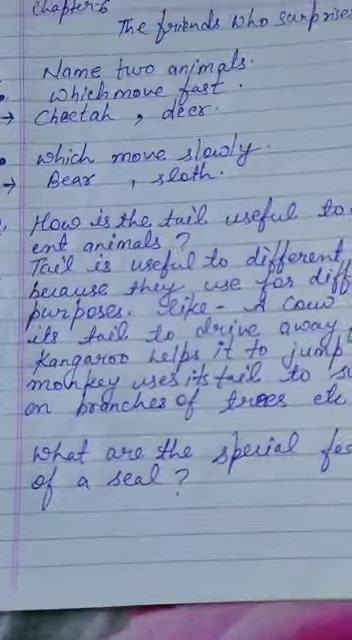 Chapter-6
The friends who surprise
Name two animals.
which move fast.
→ Cheetah, deer.
which move slowly.
→ Bear, sloth.
How is the tail useful to
ent animals?
Tail is useful to different
because they use for diff
purposes. like - A cow
its tail to drive away
Kangaroo helps it to jump
monkey uses its tail to
on branches of trees etc
What are the special
of a seal?